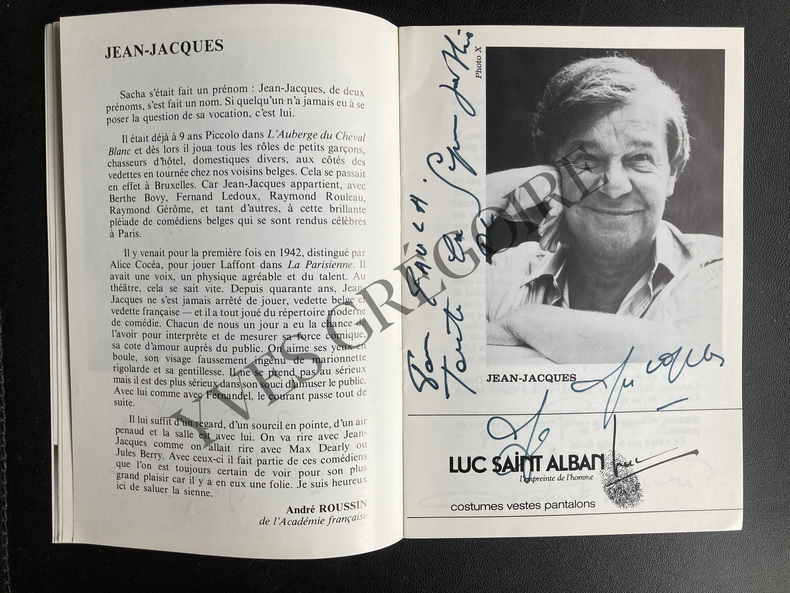 JEAN-JACQUES
Sacha s'était fait un prénom : Jean-Jacques, de deux
prénoms, s'est fait un nom. Si quelqu'un n'a jamais eu à se
poser la question de sa vocation, c'est lui.
Il était déjà à 9 ans Piccolo dans L'Auberge du Cheval
Blanc et dès lors il joua tous les rôles de petits garçons,
chasseurs d'hôtel, domestiques divers, aux côtés des
vedettes en tournée chez nos voisins belges. Cela se passait
en effet à Bruxelles. Car Jean-Jacques appartient, avec
Berthe Bovy, Fernand Ledoux, Raymond Rouleau,
Raymond Gérôme, et tant d'autres, à cette brillante
pléiade de comédiens belges qui se sont rendus célèbres
à Paris.
Il y venait pour la première fois en 1942, distingué par
Alice Cocéa, pour jouer Laffont dans La Parisienne. Il
avait une voix, un physique agréable et du talent. Au
théâtre, cela se sait vite. Depuis quarante ans, Jean-
Jacques ne s'est jamais arrêté de jouer, vedette belge et
vedette française — et il a tout joué du répertoire moderne
de comédie. Chacun de nous un jour a eu la chance de
l'avoir pour interprète et de mesurer sa force comique,
sa cote d'amour auprès du public. On aime ses yeux en
boule, son visage faussement ingénu de marionnette
rigolarde et sa gentillesse. Il ne se prend pas au sérieux
mais il est des plus sérieux dans son souci d'amuser le public.
Avec lui comme avec Fernandel, le courant passe tout de
suite.
Il lui suffit d'un regard, d'un sourcil en pointe, d'un air
penaud et la salle est avec lui. On va rire avec Jean-
Jacques comme on allait rire avec Max Dearly ou
Jules Berry. Avec ceux-ci il fait partie de ces comédiens
que l'on est toujours certain de voir pour son plus
grand plaisir car il y a en eux une folie. Je suis heureux
ici de saluer la sienne.
André ROUSSIN
de l'Académie française
Photo X
JEAN-JACQUES
LUC SAINT ALBAN
l'empreinte de l'homme
costumes vestes pantalons
YVES GRÉGOIRE